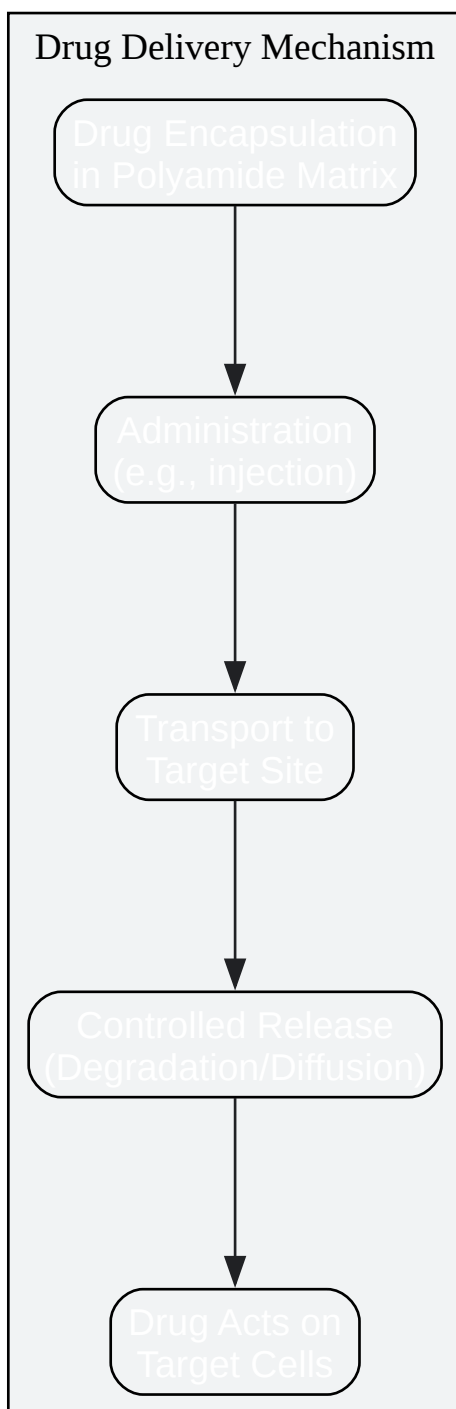 Drug Delivery Mechanism
Drug Encapsulation
in Polyamide Matrix
Administration
(e.g., injection)
Transport to
Target Site
Controlled Release
(Degradation/Diffusion)
Drug Acts on
Target Cells